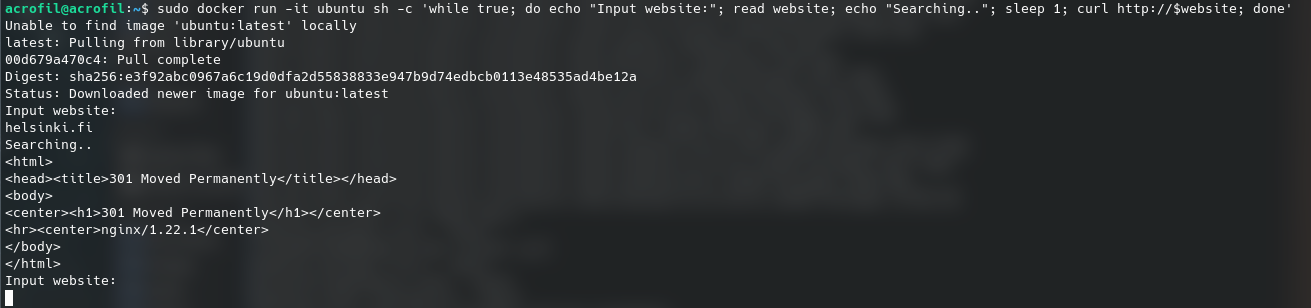 acrofil@acrofil:~$ sudo docker run -it ubuntu sh -c 'while true; do echo "Input website:"; read website; echo "Searching.."; sleep 1; curl http://$website; done'
Unable to find image 'ubuntu:latest' locally
latest: Pulling from library/ubuntu
00d679a470c4: Pull complete
Digest: sha256:e3f92abc0967a6c19d0dfa2d55838833e947b9d74edbcb0113e48535ad4be12a
Status: Downloaded newer image for ubuntu:latest
Input website:
helsinki.fi
Searching..
<html>
<head><title>301 Moved Permanently</title></head>
<body>
<center><h1>301 Moved Permanently</h1></center>
<hr><center>nginx/1.22.1</center>
</body>
</html>
Input website: